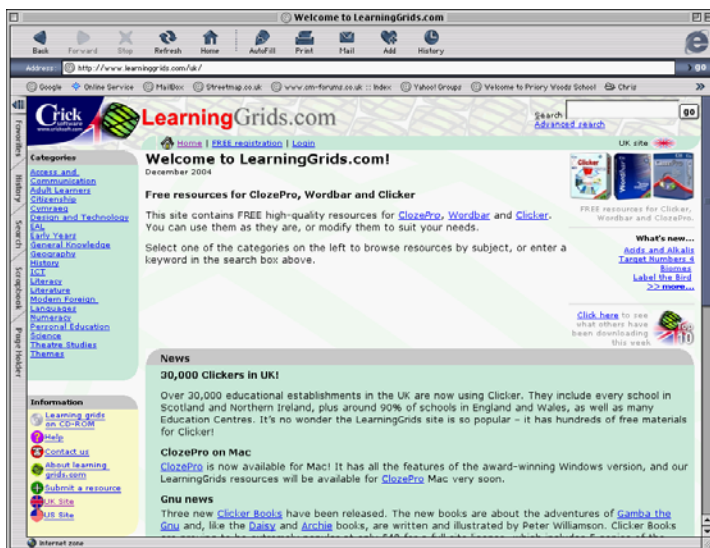 Welcome to LearningGrids.com
Back Forward Stop Refresh Home AutoFill Print Mail Add History
Address: http://www.learninggrids.com/uk/ go
Google Online Service MailBox Streetmap.co.uk www.cm-forums.co.uk :: Index Yahoo! Groups Welcome to Priory Woods School Chris
Favorites
History
Search
Scrapbook
Page Holder
Crick
software
www.cricksoft.com
LearningGrids.com
Search go
Advanced search
Home | FREE registration | Login
UK site
Categories
Access and
Communication
Adult Learners
Citizenship
Cymraeg
Design and Technology
EAL
Early Years
General Knowledge
Geography
History
ICT
Literacy
Literature
Modern Foreign
Languages
Numeracy
Personal Education
Science
Theatre Studies
Themes
Information
Learning grids
on CD-ROM
Help
Contact us
About learning
grids.com
Submit a resource
UK Site
US Site
Welcome to LearningGrids.com!
December 2004
Free resources for ClozePro, Wordbar and Clicker
This site contains FREE high-quality resources for ClozePro, Wordbar and Clicker.
You can use them as they are, or modify them to suit your needs.
Select one of the categories on the left to browse resources by subject, or enter a
keyword in the search box above.
Clicker
Wordbar
FREE resources for Clicker,
Wordbar and ClozePro.
What's new...
Acids and Alkalis
Target Numbers 4
Biomes
Label the Bird
>> more...
Click here to see
what others have
been downloading
this week
10
News
30,000 Clickers in UK!
Over 30,000 educational establishments in the UK are now using Clicker. They include every school in
Scotland and Northern Ireland, plus around 90% of schools in England and Wales, as well as many
Education Centres. It's no wonder the LearningGrids site is so popular – it has hundreds of free materials
for Clicker!
ClozePro on Mac
ClozePro is now available for Mac! It has all the features of the award-winning Windows version, and our
LearningGrids resources will be available for ClozePro Mac very soon.
Gnu news
Three new Clicker Books have been released. The new books are about the adventures of Gamba the
Gnu and, like the Daisy and Archie books, are written and illustrated by Peter Williamson. Clicker Books
Internet zone